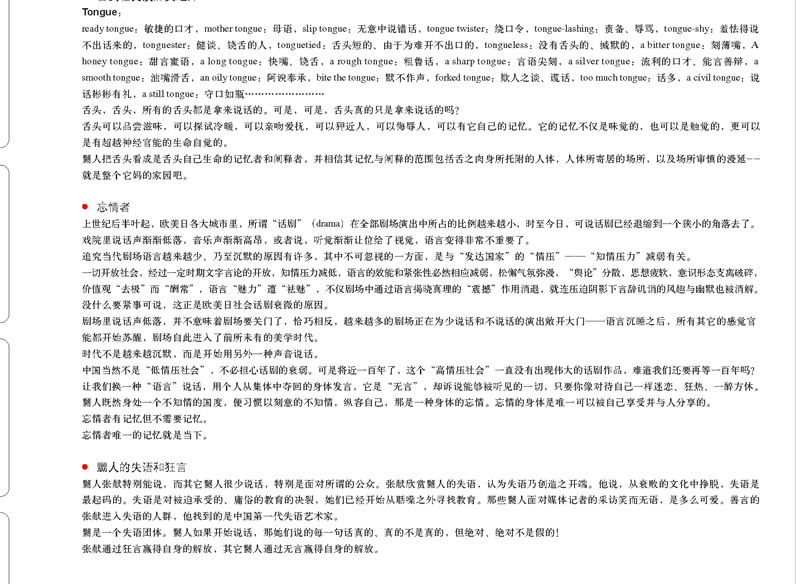 Tongue：
ready tongue；敏捷的口才，mother tongue；母语，slip tongue；无意中说错话，tongue twister；绕口令，tongue-lashing；责备、辱骂，tongue-shy；羞怯得说
不出话来的，tonguester；健谈、饶舌的人，tonguetied；舌头短的、由于为难开不出口的，tongueless；没有舌头的、缄默的，a bitter tongue；刻薄嘴，A
honey tongue；甜言蜜语，a long tongue；快嘴、饶舌，a rough tongue；粗鲁话，a sharp tongue；言语尖刻，a silver tongue；流利的口才、能言善辩，a
smooth tongue；油嘴滑舌，an oily tongue；阿谀奉承，bite the tongue；默不作声，forked tongue；欺人之谈、谎话，too much tongue；话多，a civil tongue；说
话彬彬有礼，a still tongue；守口如瓶……………………
舌头，舌头，所有的舌头都是拿来说话的。可是，可是，舌头真的只是拿来说话的吗？
舌头可以品尝滋味，可以探试冷暖，可以亲吻爱抚，可以狎近人，可以侮辱人，可以有它自己的记忆。它的记忆不仅是味觉的，也可以是触觉的，更可以
是有超越神经官能的生命自觉的。
嬲人把舌头看成是舌头自己生命的记忆者和阐释者，并相信其记忆与阐释的范围包括舌之肉身所托附的人体，人体所寄居的场所，以及场所审慎的漫延--
就是整个它妈的家园吧。
忘情者
上世纪后半叶起，欧美日各大城市里，所谓“话剧”（drama）在全部剧场演出中所占的比例越来越小，时至今日，可说话剧已经退缩到一个狭小的角落去了。
戏院里说话声渐渐低落，音乐声渐渐高昂，或者说，听觉渐渐让位给了视觉，语言变得非常不重要了。
追究当代剧场语言越来越少、乃至沉默的原因有许多，其中不可忽视的一方面，是与“发达国家”的“情压”——“知情压力”减弱有关。
一切开放社会，经过一定时期文字言论的开放，知情压力减低，语言的效能和紧张性必然相应减弱，松懈气氛弥漫，“舆论”分散，思想疲软，意识形态支离破碎，
价值观“去极”而“酬常”，语言“魅力”遭“祛魅”，不仅剧场中通过语言揭晓真理的“震撼”作用消退，就连压迫阴影下言辞讥诮的风趣与幽默也被消解。
没什么要紧事可说，这正是欧美日社会话剧衰微的原因。
剧场里说话声低落，并不意味着剧场要关门了，恰巧相反，越来越多的剧场正在为少说话和不说话的演出敞开大门——语言沉睡之后，所有其它的感觉官
能都开始苏醒，剧场自此进入了前所未有的美学时代。
时代不是越来越沉默，而是开始用另外一种声音说话。
中国当然不是“低情压社会”，不必担心话剧的衰弱。可是将近一百年了，这个“高情压社会”一直没有出现伟大的话剧作品，难道我们还要再等一百年吗？
让我们换一种“语言”说话，用个人从集体中夺回的身体发言，它是“无言”，却诉说能够被听见的一切，只要你像对待自己一样迷恋、狂热、一醉方休。
嬲人既然身处一个不知情的国度，便习惯以刻意的不知情，纵容自己，那是一种身体的忘情。忘情的身体是唯一可以被自己享受并与人分享的。
忘情者有记忆但不需要记忆。
忘情者唯一的记忆就是当下。
嬲人的失语和狂言
嬲人张献特别能说，而其它嬲人很少说话，特别是面对所谓的公众。张献欣赏嬲人的失语，认为失语乃创造之开端。他说，从衰败的文化中挣脱，失语是
最起码的。失语是对被迫承受的、庸俗的教育的决裂，她们已经开始从聒噪之外寻找教育。那些嬲人面对媒体记者的采访笑而无语，是多么可爱。善言的
张献进入失语的人群，他找到的是中国第一代失语艺术家。
嬲是一个失语团体。嬲人如果开始说话，那她们说的每一句话真的、真的不是真的，但绝对、绝对不是假的！
张献通过狂言赢得自身的解放，其它嬲人通过无言赢得自身的解放。